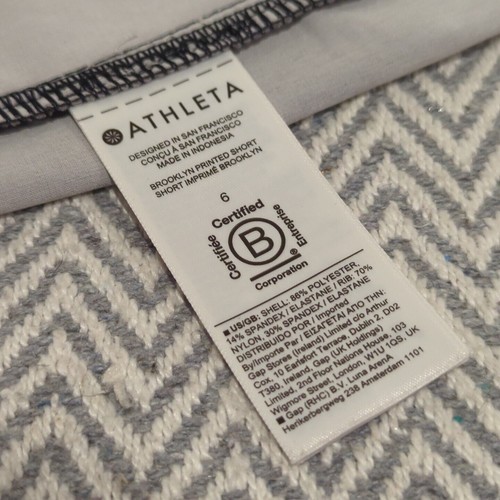 ATHLETA
DESIGNED IN SAN FRANCISCO
CONÇU À SAN FRANCISCO
MADE IN INDONESIA
BROOKLYN PRINTED SHORT
SHORT IMPRIMÉ BROOKLYN
6
Certified
Certifiée
B
Entreprise
®
Corporation
■ US/GB: SHELL: 86% POLYESTER,
14% SPANDEX / ELASTANE / RIB: 70%
NYLON, 30% SPANDEX / ELASTANE
DISTRIBUIDO POR / Imported
By/Importe Par / ΕΙΣΑΓΕΤΑΙ ΑΠΟ ΤΗΝ:
Gap Stores (Ireland) Limited c/o Arthur
Cox, 10 Earlsfort Terrace, Dublin 2, D02
T380, Ireland, Gap (UK Holdings)
Limited, 2nd Floor Nations House, 103
Wigmore Street, London, W1U 1QS, UK
■ Gap (RHC) B.V. Luna ArenA
Herikerbergweg 238 Amsterdam 1101